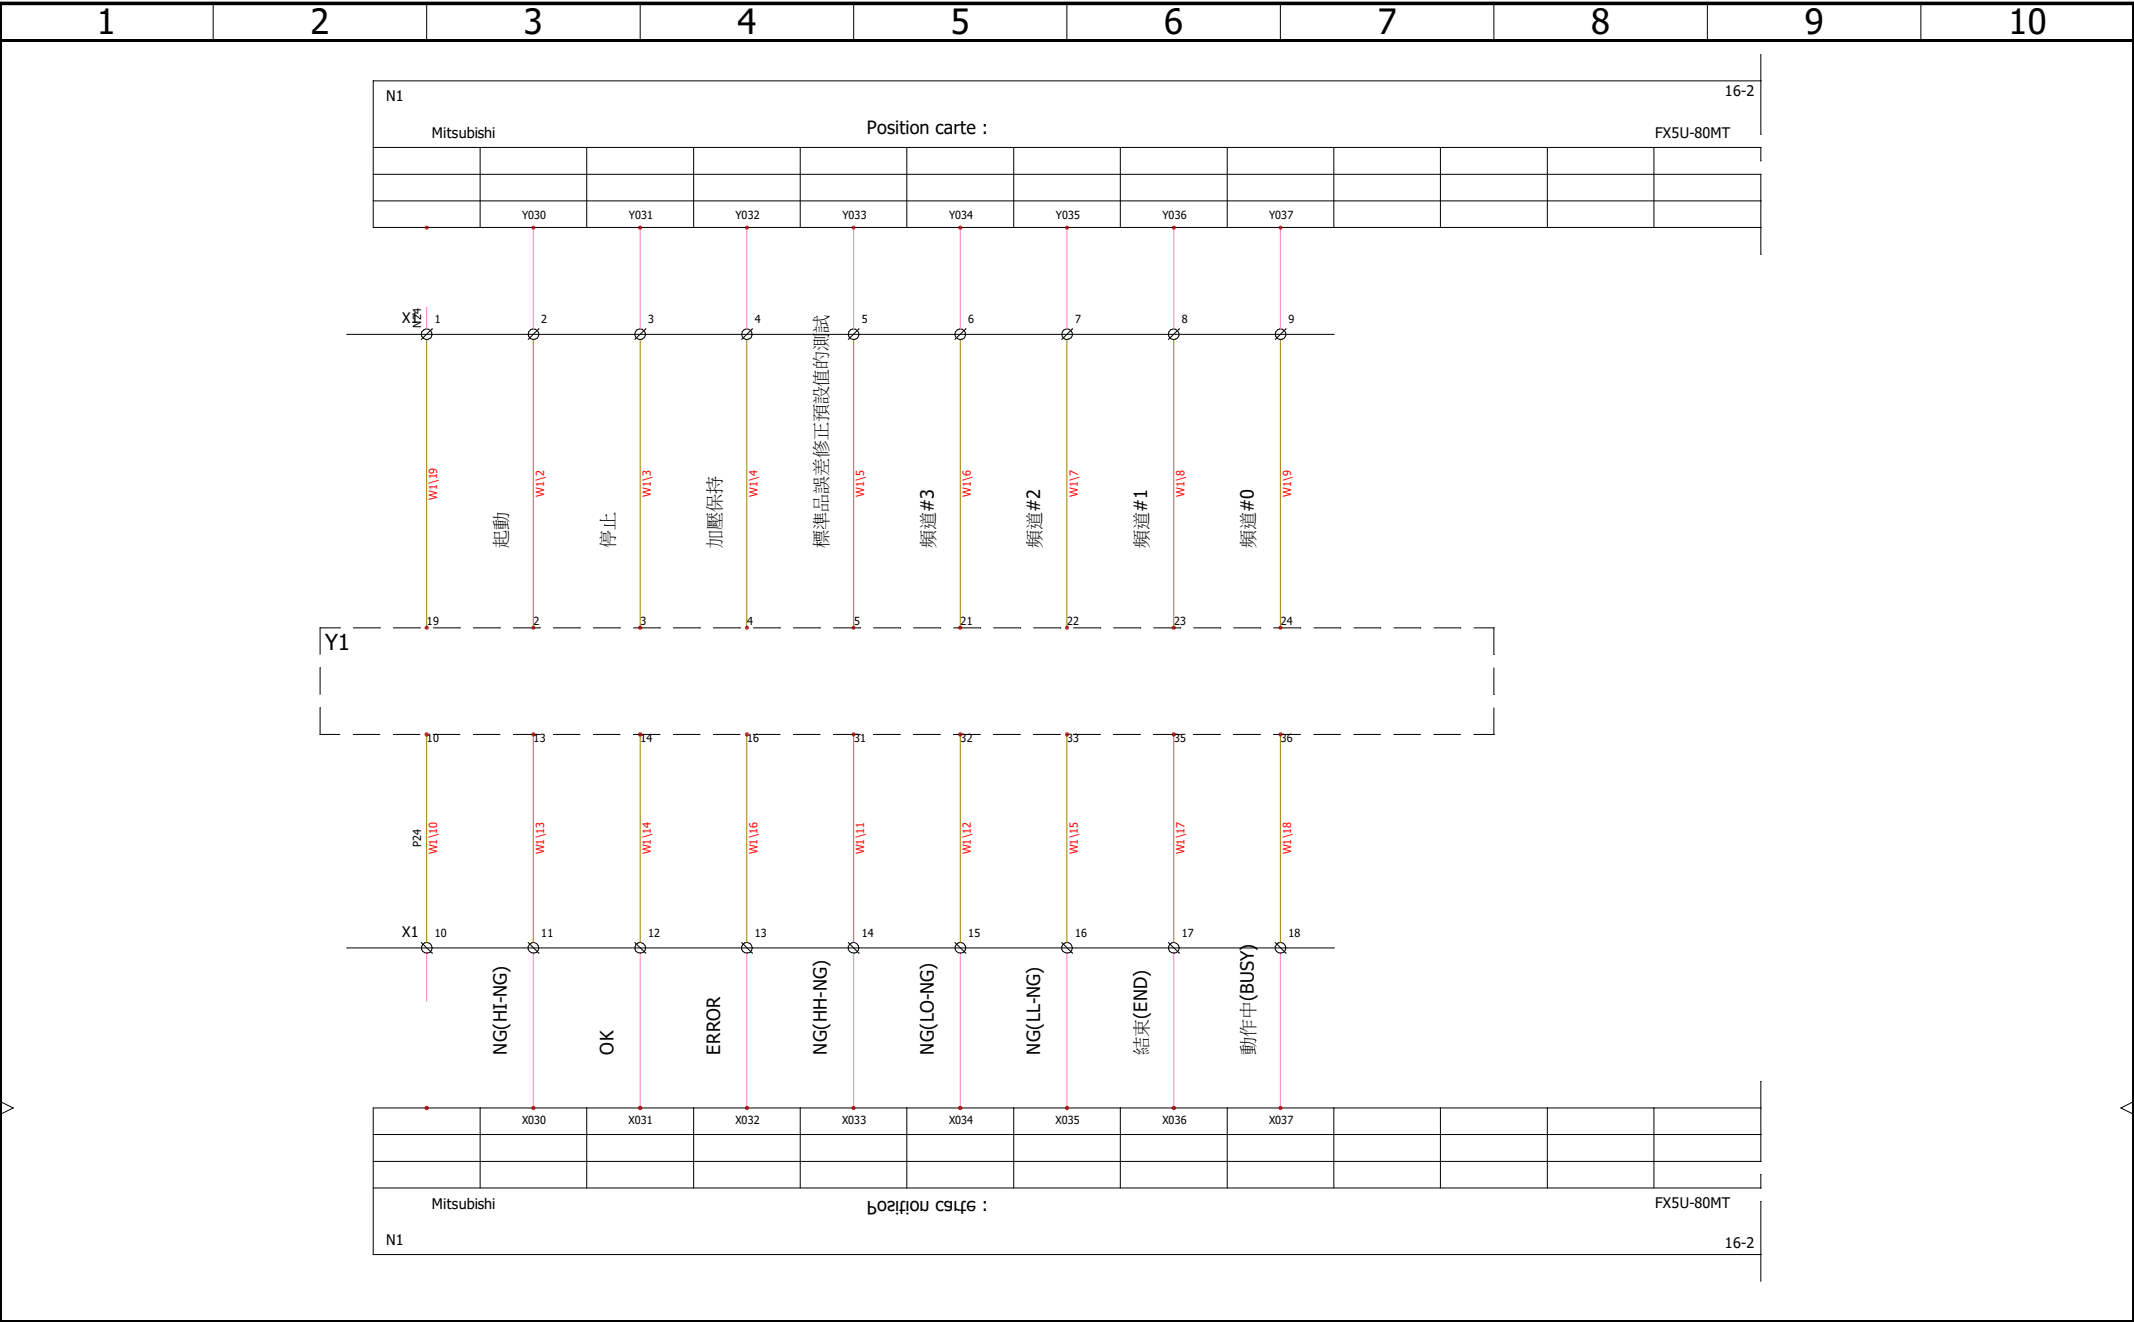 1 2 3 4 5 6 7 8 9 10
N1 16-2
Mitsubishi Position carte : FX5U-80MT
Y030 Y031 Y032 Y033 Y034 Y035 Y036 Y037
X1 N24 1 2 3 4 5 6 7 8 9
W1\19 W1\2 W1\3 W1\4 W1\5 W1\6 W1\7 W1\8 W1\9
起動
停止
加壓保持
標準品誤差修正預設值的測試
頻道#3
頻道#2
頻道#1
頻道#0
19 2 3 4 5 21 22 23 24
Y1
10 13 14 16 31 32 33 35 36
P24 W1\10 W1\13 W1\14 W1\16 W1\11 W1\12 W1\15 W1\17 W1\18
X1 10 11 12 13 14 15 16 17 18
NG(HI-NG)
OK
ERROR
NG(HH-NG)
NG(LO-NG)
NG(LL-NG)
結束(END)
動作中(BUSY)
X030 X031 X032 X033 X034 X035 X036 X037
Mitsubishi Position carte : FX5U-80MT
N1 16-2